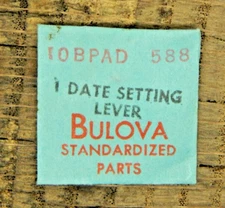 10BPAD 588
1 DATE SETTING
LEVER
BULOVA
STANDARDIZED
PARTS